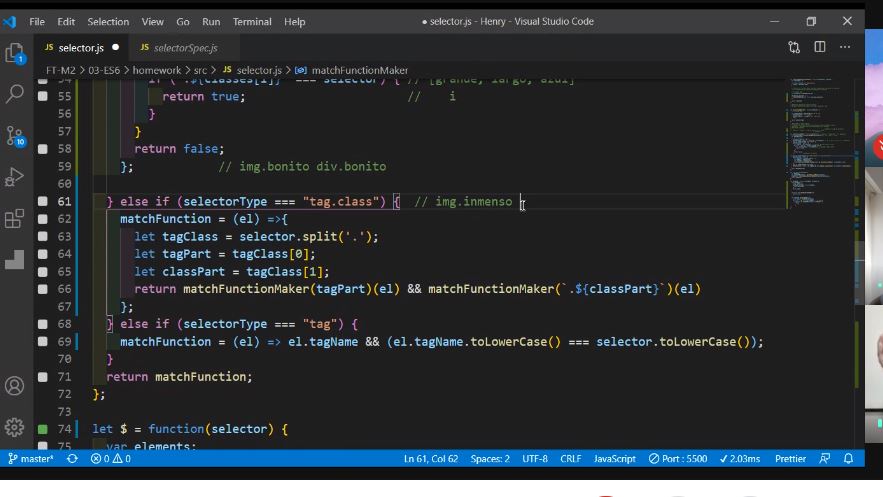 File Edit Selection View Go Run Terminal Help
● selector.js - Henry - Visual Studio Code
JS selector.js ● JS selectorSpec.js
FT-M2 > 03-ES6 > homework > src > JS selector.js > matchFunctionMaker
54 if (`.${classes[i]}` === selector) { // [grande, largo, azul]
55 return true; // i
56 }
57 }
58 return false;
59 }; // img.bonito div.bonito
60
61 } else if (selectorType === "tag.class") { // img.inmenso
62 matchFunction = (el) =>{
63 let tagClass = selector.split('.');
64 let tagPart = tagClass[0];
65 let classPart = tagClass[1];
66 return matchFunctionMaker(tagPart)(el) && matchFunctionMaker(`.${classPart}`)(el)
67 };
68 } else if (selectorType === "tag") {
69 matchFunction = (el) => el.tagName && (el.tagName.toLowerCase() === selector.toLowerCase());
70 }
71 return matchFunction;
72 };
73
74 let $ = function(selector) {
75 var elements;
1
10
master* 0 0 Ln 61, Col 62 Spaces: 2 UTF-8 CRLF JavaScript Port : 5500 ✓ 2.03ms Prettier